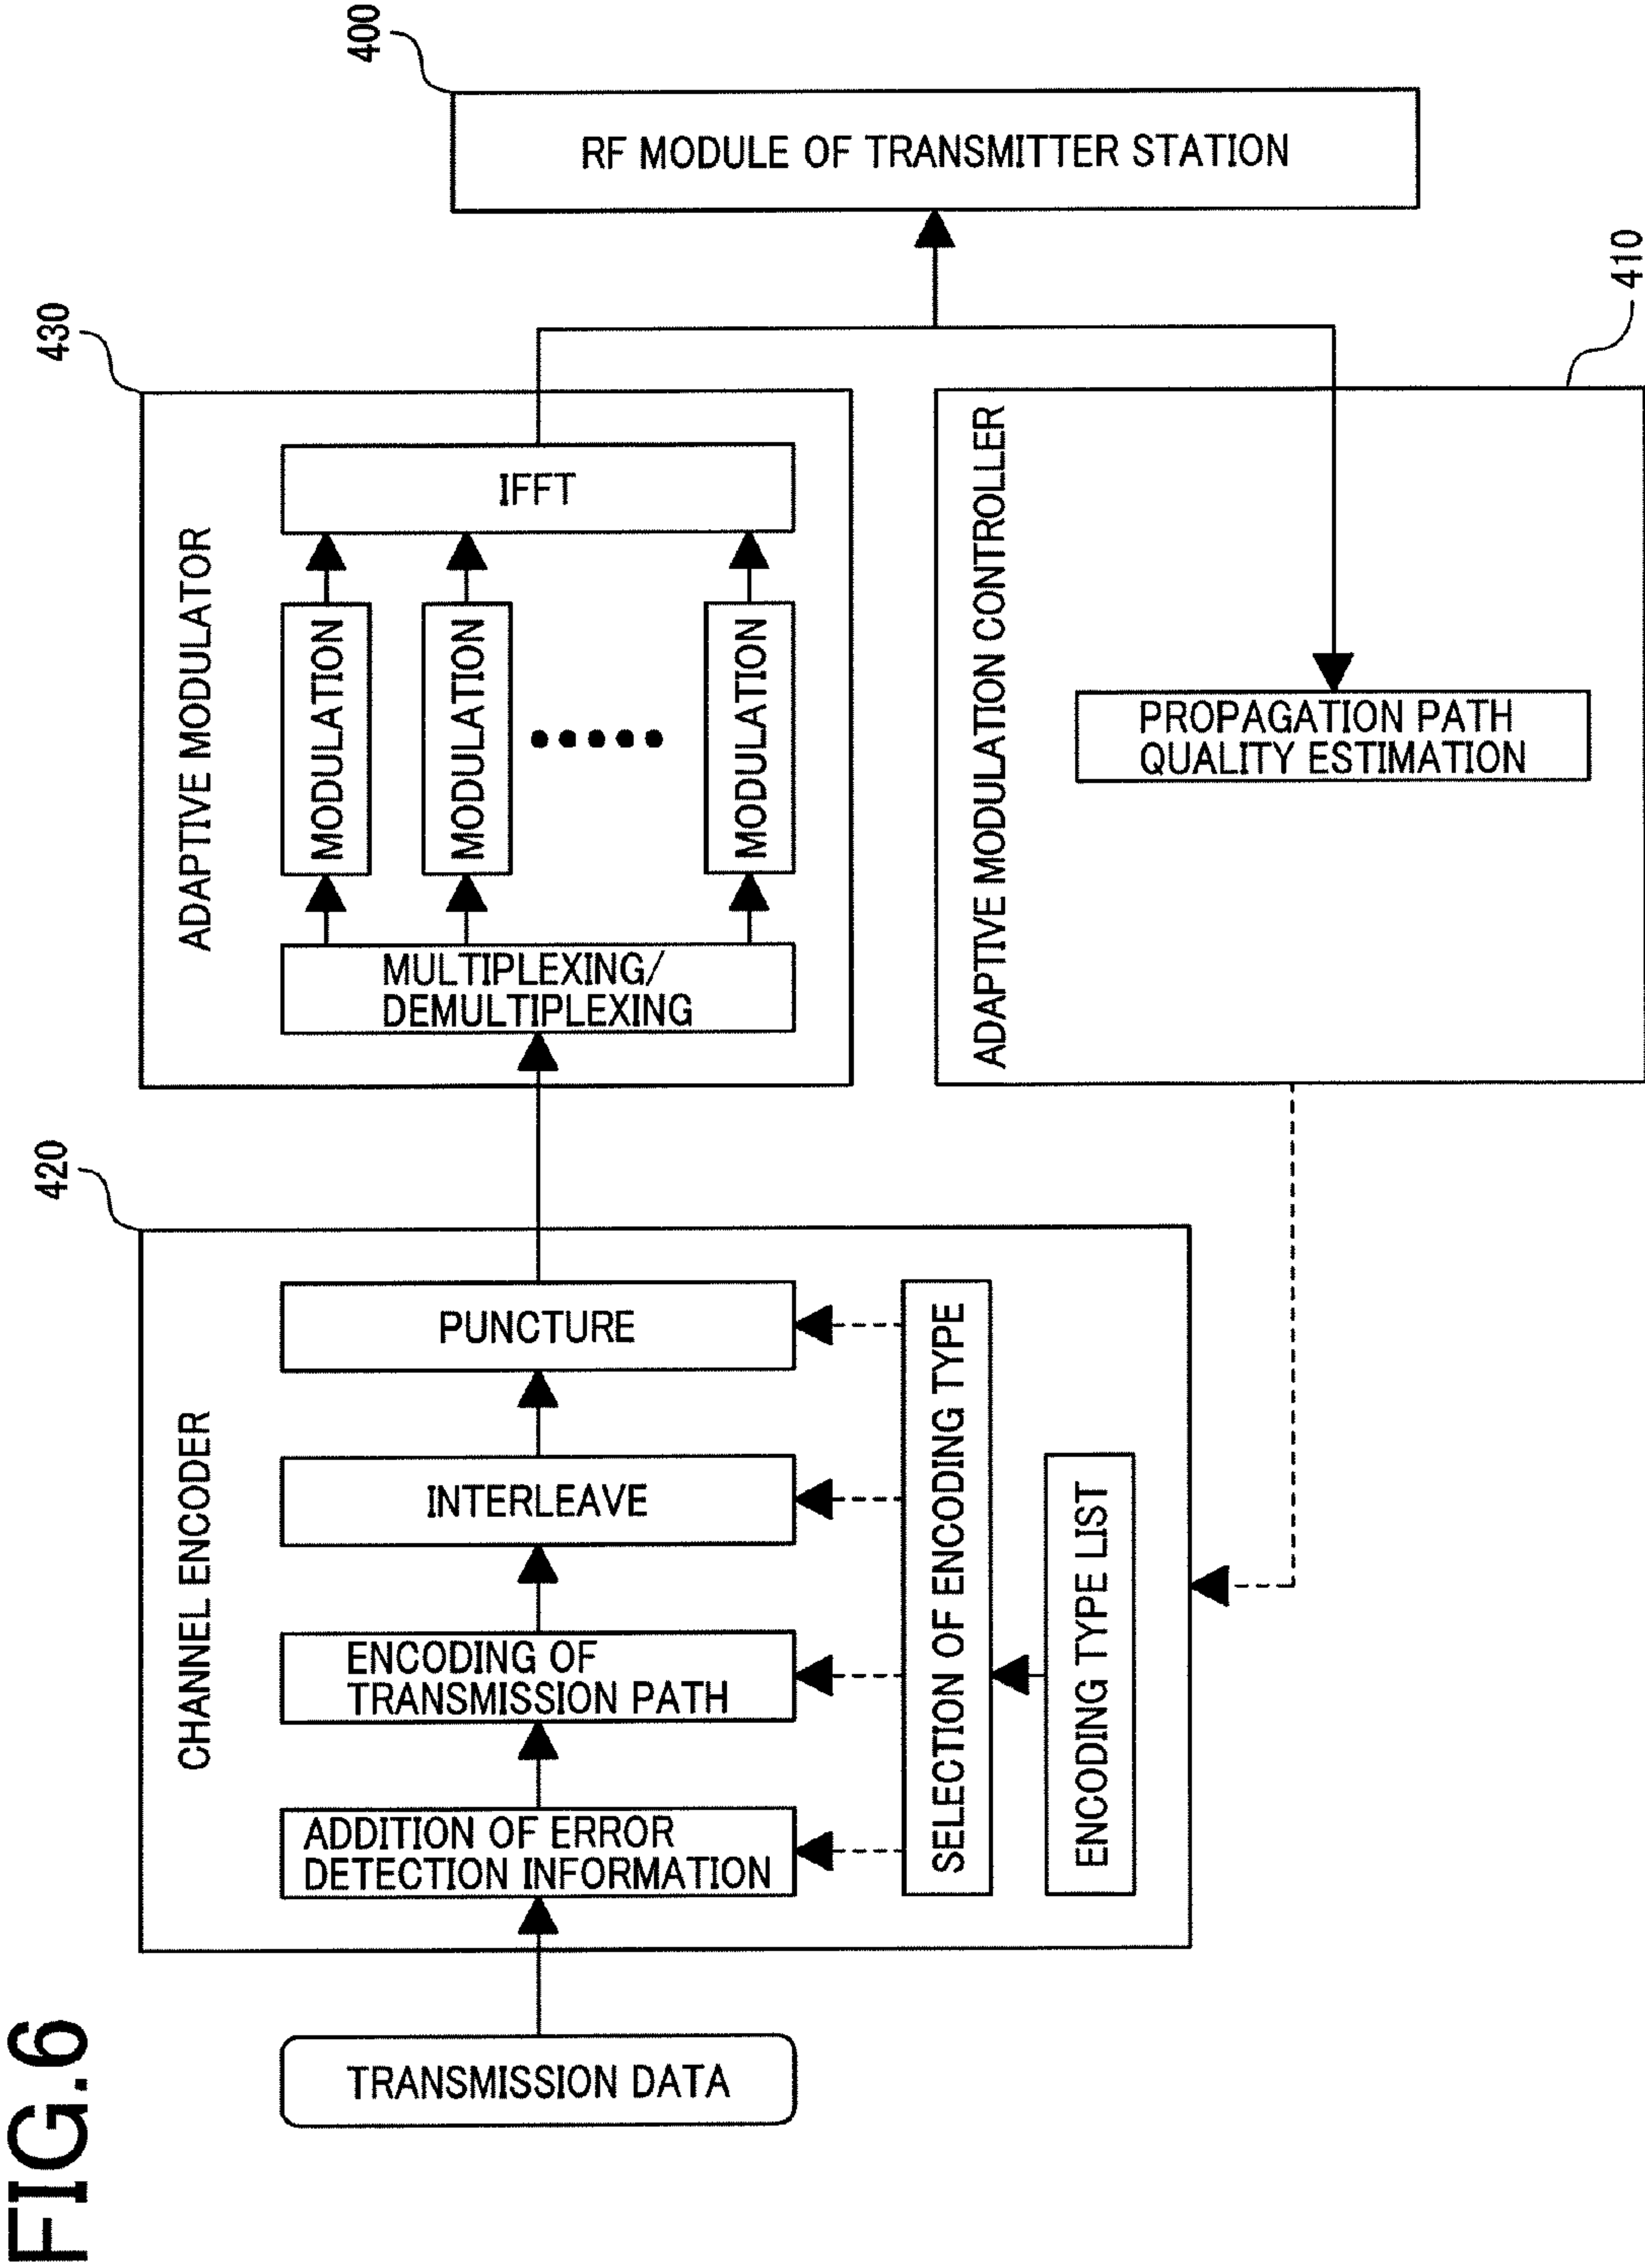 FIG.6
TRANSMISSION DATA
420
CHANNEL ENCODER
ADDITION OF ERROR
DETECTION INFORMATION
ENCODING OF
TRANSMISSION PATH
INTERLEAVE
PUNCTURE
SELECTION OF ENCODING TYPE
ENCODING TYPE LIST
430
ADAPTIVE MODULATOR
MULTIPLEXING/
DEMULTIPLEXING
MODULATION
MODULATION
MODULATION
IFFT
ADAPTIVE MODULATION CONTROLLER
PROPAGATION PATH
QUALITY ESTIMATION
410
400
RF MODULE OF TRANSMITTER STATION